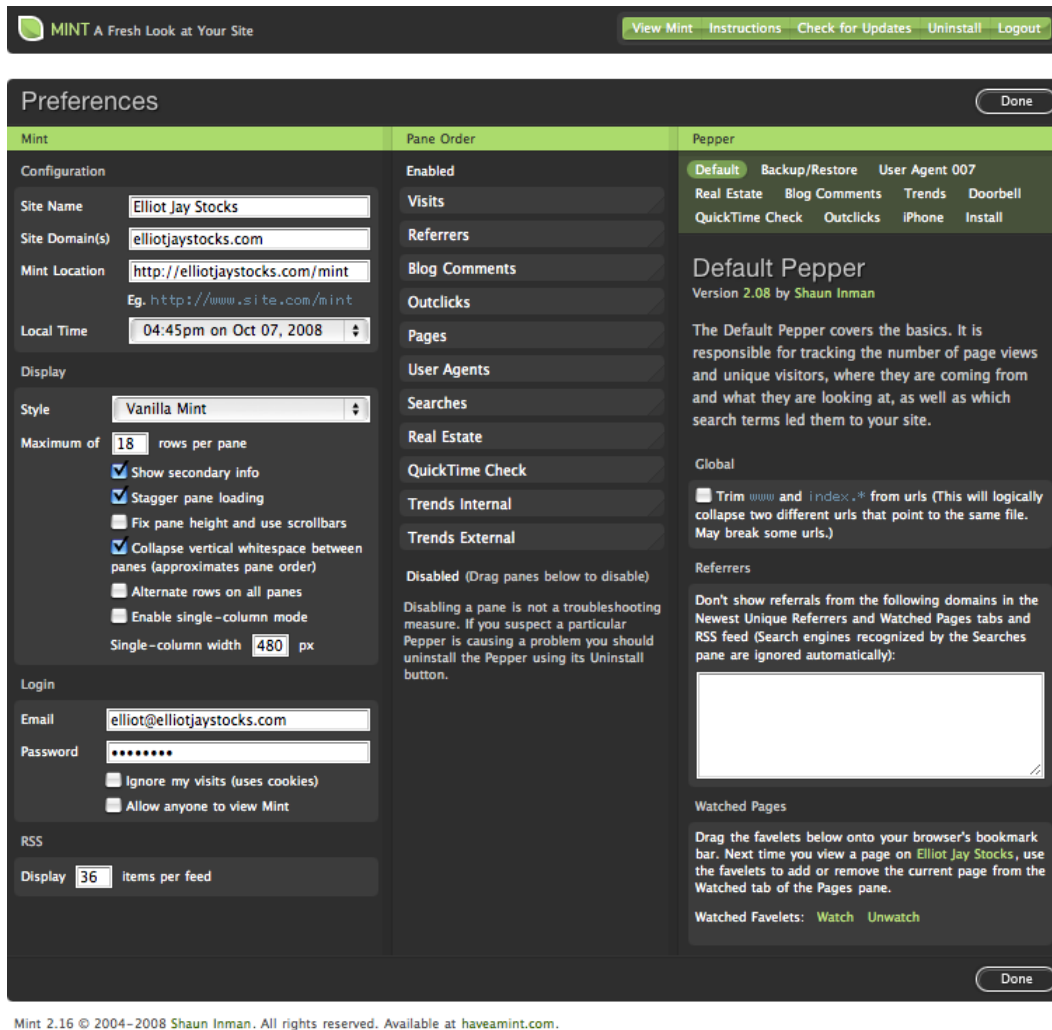 MINT A Fresh Look at Your Site
View Mint Instructions Check for Updates Uninstall Logout
Preferences
Done
Mint
Configuration
Site Name Elliot Jay Stocks
Site Domain(s) elliotjaystocks.com
Mint Location http://elliotjaystocks.com/mint
Eg. http://www.site.com/mint
Local Time 04:45pm on Oct 07, 2008
Display
Style Vanilla Mint
Maximum of 18 rows per pane
Show secondary info
Stagger pane loading
Fix pane height and use scrollbars
Collapse vertical whitespace between
panes (approximates pane order)
Alternate rows on all panes
Enable single-column mode
Single-column width 480 px
Login
Email elliot@elliotjaystocks.com
Password ••••••••
Ignore my visits (uses cookies)
Allow anyone to view Mint
RSS
Display 36 items per feed
Pane Order
Enabled
Visits
Referrers
Blog Comments
Outclicks
Pages
User Agents
Searches
Real Estate
QuickTime Check
Trends Internal
Trends External
Disabled (Drag panes below to disable)
Disabling a pane is not a troubleshooting
measure. If you suspect a particular
Pepper is causing a problem you should
uninstall the Pepper using its Uninstall
button.
Pepper
Default Backup/Restore User Agent 007
Real Estate Blog Comments Trends Doorbell
QuickTime Check Outclicks iPhone Install
Default Pepper
Version 2.08 by Shaun Inman
The Default Pepper covers the basics. It is
responsible for tracking the number of page views
and unique visitors, where they are coming from
and what they are looking at, as well as which
search terms led them to your site.
Global
Trim www and index.* from urls (This will logically
collapse two different urls that point to the same file.
May break some urls.)
Referrers
Don't show referrals from the following domains in the
Newest Unique Referrers and Watched Pages tabs and
RSS feed (Search engines recognized by the Searches
pane are ignored automatically):
Watched Pages
Drag the favelets below onto your browser's bookmark
bar. Next time you view a page on Elliot Jay Stocks, use
the favelets to add or remove the current page from the
Watched tab of the Pages pane.
Watched Favelets: Watch Unwatch
Done
Mint 2.16 © 2004-2008 Shaun Inman. All rights reserved. Available at haveamint.com.